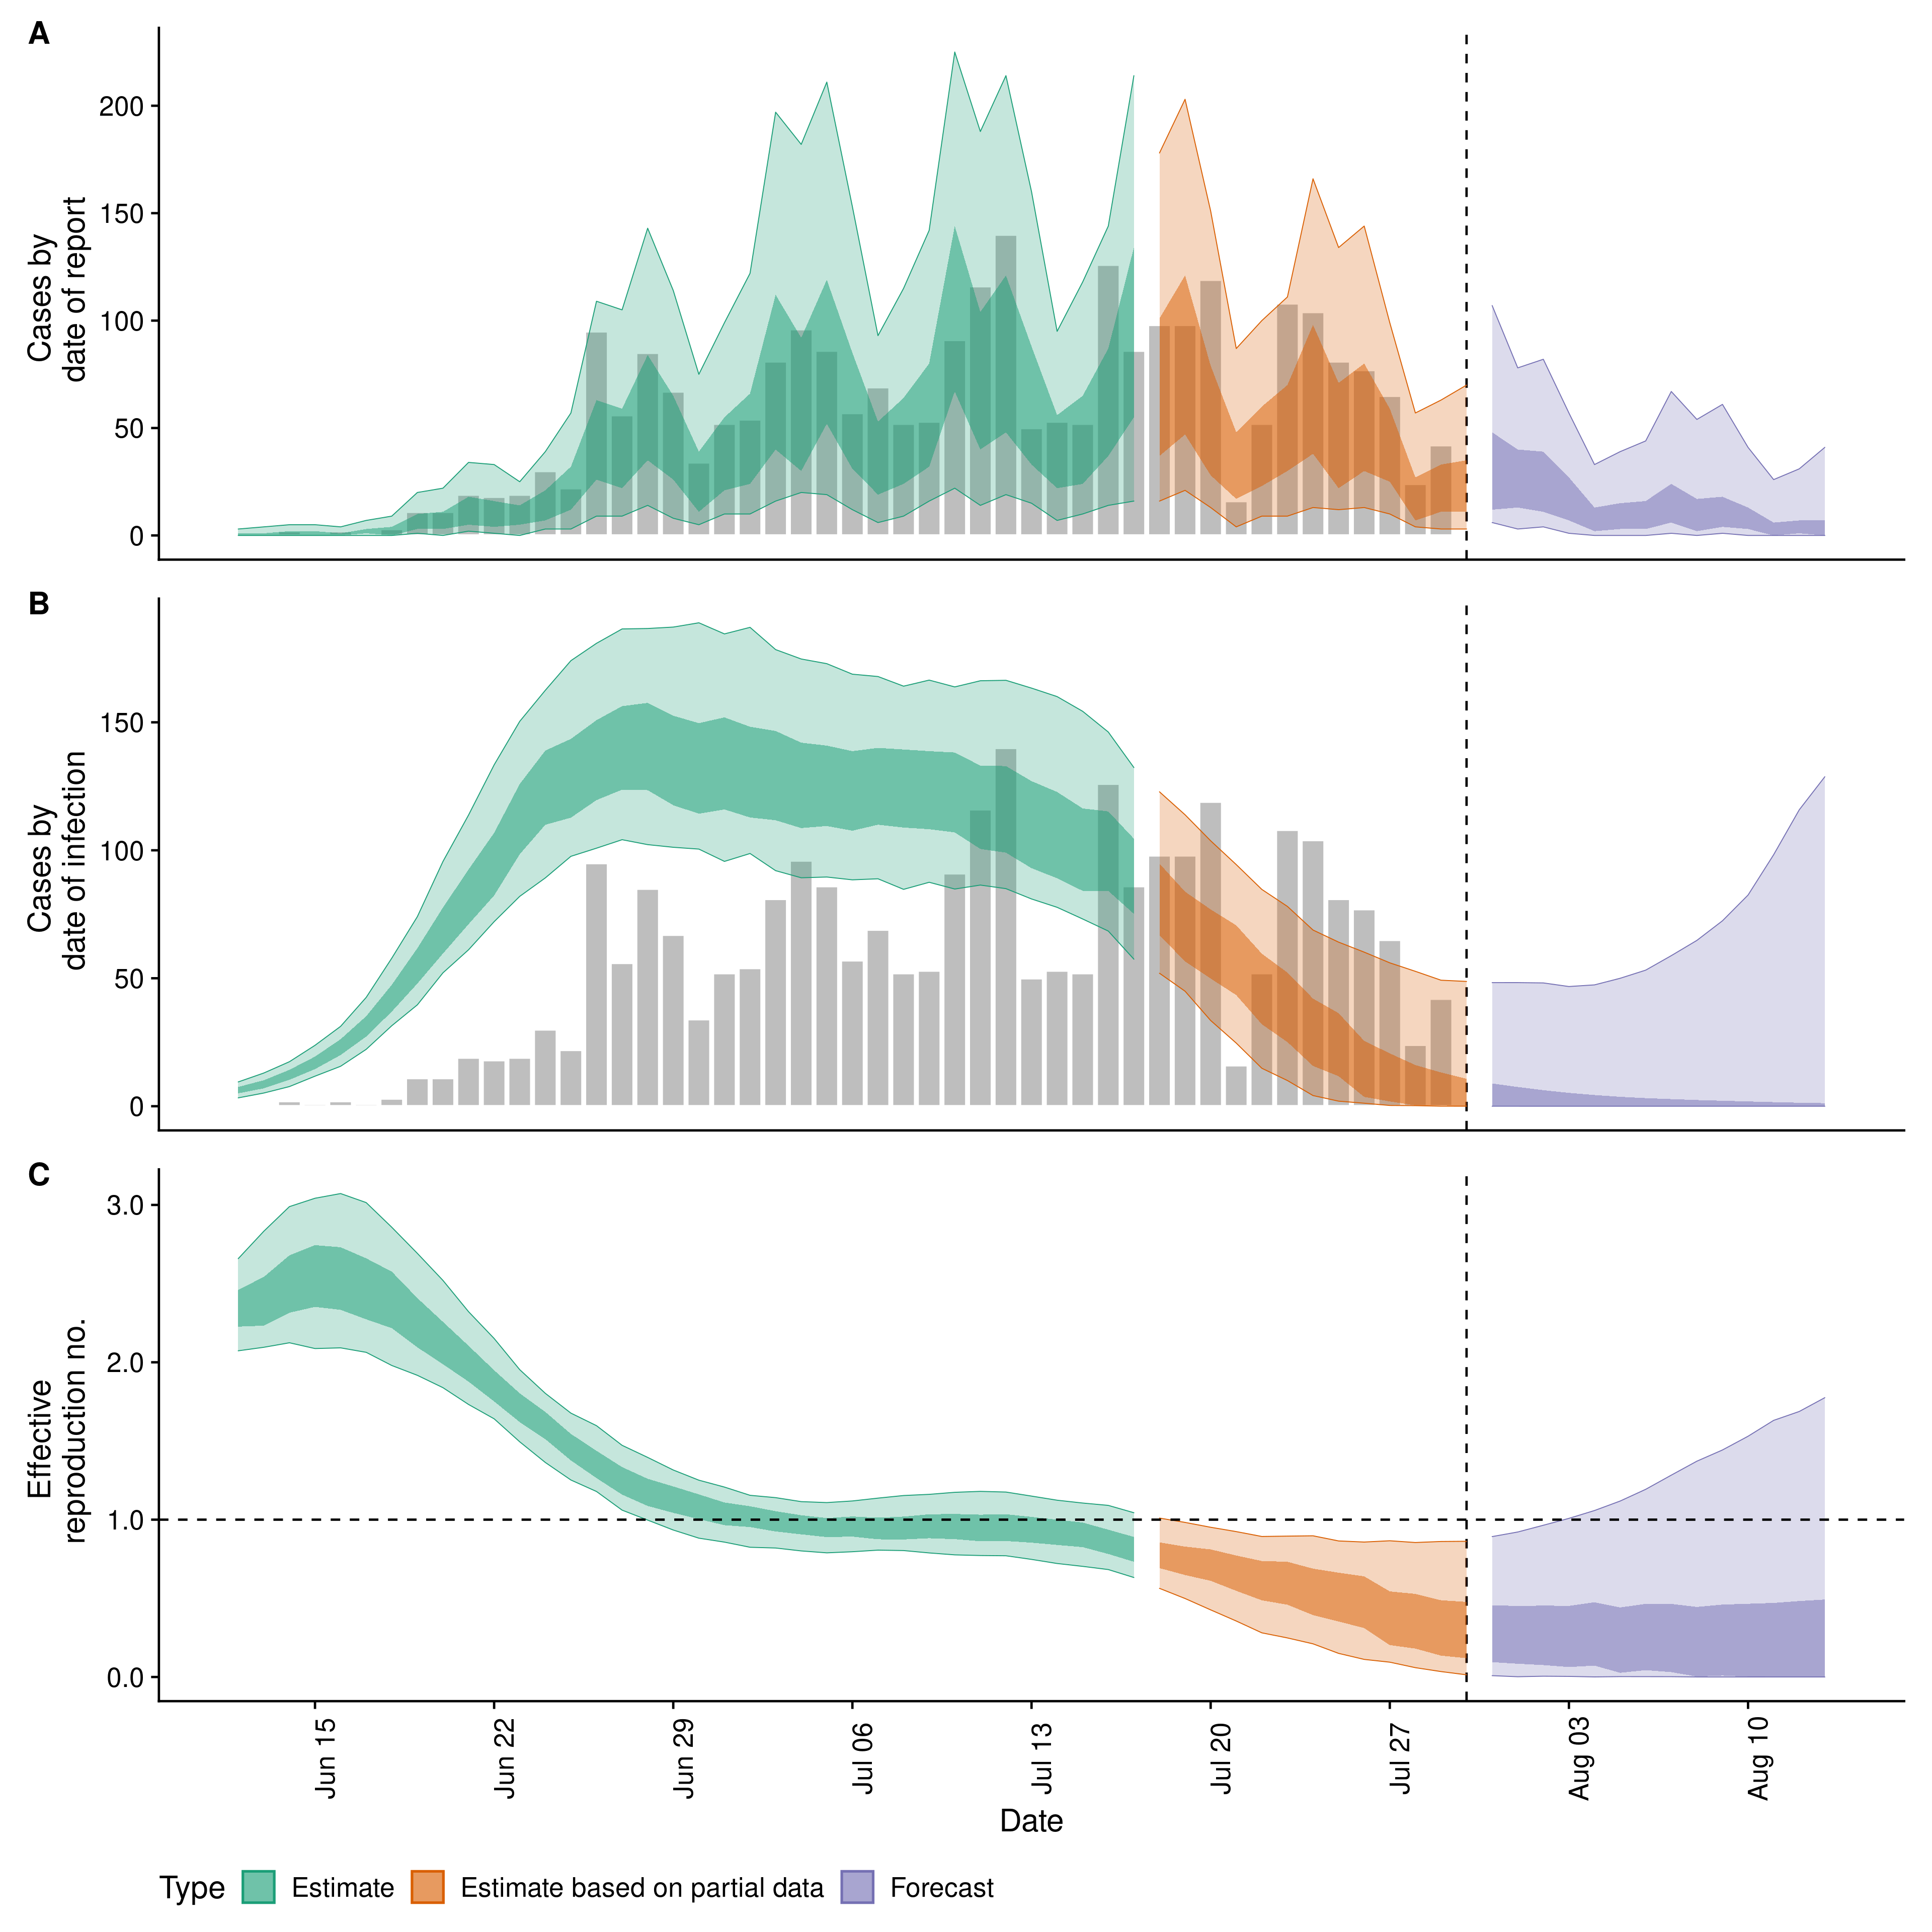 A
Cases by
date of report
200
150
100
50
0
B
Cases by
date of infection
150
100
50
0
C
Effective
reproduction no.
3.0
2.0
1.0
0.0
Jun 15
Jun 22
Jun 29
Jul 06
Jul 13
Jul 20
Jul 27
Aug 03
Aug 10
Date
Type
Estimate
Estimate based on partial data
Forecast